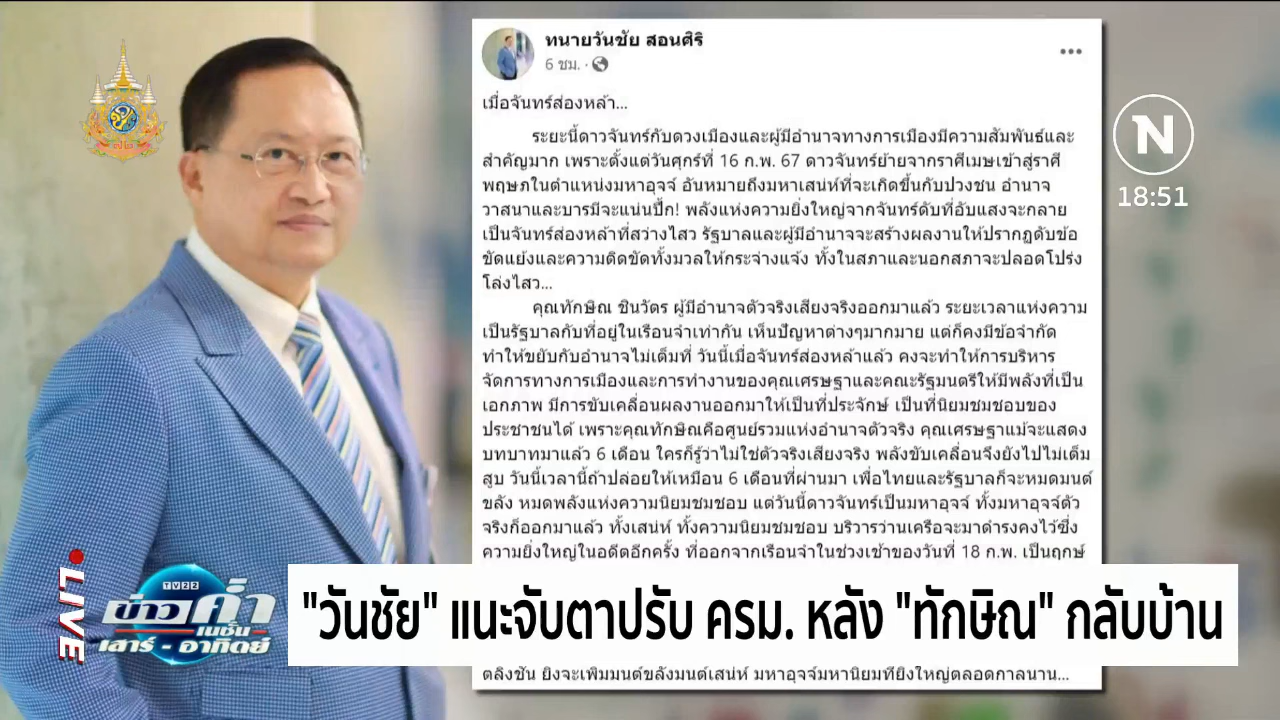 ทนายวันชัย สอนศิริ
6 ชม.
เมื่อจันทร์ส่องหล้า...
ระยะนี้ดาวจันทร์กับดวงเมืองและผู้มีอำนาจทางการเมืองมีความสัมพันธ์และ
สำคัญมาก เพราะตั้งแต่วันศุกร์ที่ 16 ก.พ. 67 ดาวจันทร์ย้ายจากราศีเมษเข้าสู่ราศี
พฤษภในตำแหน่งมหาอุจจ์ อันหมายถึงมหาเสน่ห์ที่จะเกิดขึ้นกับปวงชน อำนาจ
วาสนาและบารมีจะแน่นปึ้ก! พลังแห่งความยิ่งใหญ่จากจันทร์ดับที่อับแสงจะกลาย
เป็นจันทร์ส่องหล้าที่สว่างไสว รัฐบาลและผู้มีอำนาจจะสร้างผลงานให้ปรากฏดับข้อ
ขัดแย้งและความติดขัดทั้งมวลให้กระจ่างแจ้ง ทั้งในสภาและนอกสภาจะปลอดโปร่ง
โล่งไสว...
คุณทักษิณ ชินวัตร ผู้มีอำนาจตัวจริงเสียงจริงออกมาแล้ว ระยะเวลาแห่งความ
เป็นรัฐบาลกับที่อยู่ในเรือนจำเท่ากัน เห็นปัญหาต่างๆมากมาย แต่ก็คงมีข้อจำกัด
ทำให้ขยับกับอำนาจไม่เต็มที่ วันนี้เมื่อจันทร์ส่องหล้าแล้ว คงจะทำให้การบริหาร
จัดการทางการเมืองและการทำงานของคุณเศรษฐาและคณะรัฐมนตรีให้มีพลังที่เป็น
เอกภาพ มีการขับเคลื่อนผลงานออกมาให้เป็นที่ประจักษ์ เป็นที่นิยมชมชอบของ
ประชาชนได้ เพราะคุณทักษิณคือศูนย์รวมแห่งอำนาจตัวจริง คุณเศรษฐาแม้จะแสดง
บทบาทมาแล้ว 6 เดือน ใครก็รู้ว่าไม่ใช่ตัวจริงเสียงจริง พลังขับเคลื่อนจึงยังไปไม่เต็ม
สูบ วันนี้เวลานี้ถ้าปล่อยให้เหมือน 6 เดือนที่ผ่านมา เพื่อไทยและรัฐบาลก็จะหมดมนต์
ขลัง หมดพลังแห่งความนิยมชมชอบ แต่วันนี้ดาวจันทร์เป็นมหาอุจจ์ ทั้งมหาอุจจ์ตัว
จริงก็ออกมาแล้ว ทั้งเสน่ห์ ทั้งความนิยมชมชอบ บริวารว่านเครือจะมาดำรงคงไว้ซึ่ง
ความยิ่งใหญ่ในอดีตอีกครั้ง ที่ออกจากเรือนจำในช่วงเช้าของวันที่ 18 ก.พ. เป็นฤกษ์
ตลิ่งชัน ยิ่งจะเพิ่มมนต์ขลังมนต์เสน่ห์ มหาอุจจ์มหานิยมที่ยิ่งใหญ่ตลอดกาลนาน...
N
18:51
LIVE
TV22
ข่าวค่ำ
เนชั่น
เสาร์ - อาทิตย์
"วันชัย" แนะจับตาปรับ ครม. หลัง "ทักษิณ" กลับบ้าน